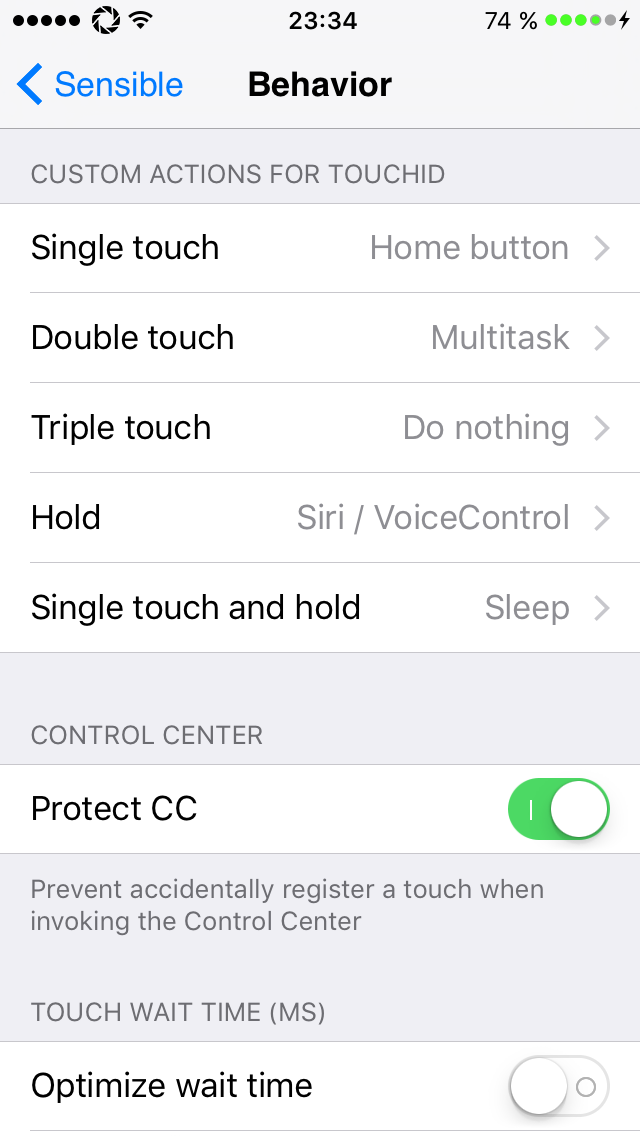 23:34 74 %
Sensible Behavior
CUSTOM ACTIONS FOR TOUCHID
Single touch Home button
Double touch Multitask
Triple touch Do nothing
Hold Siri / VoiceControl
Single touch and hold Sleep
CONTROL CENTER
Protect CC
Prevent accidentally register a touch when
invoking the Control Center
TOUCH WAIT TIME (MS)
Optimize wait time